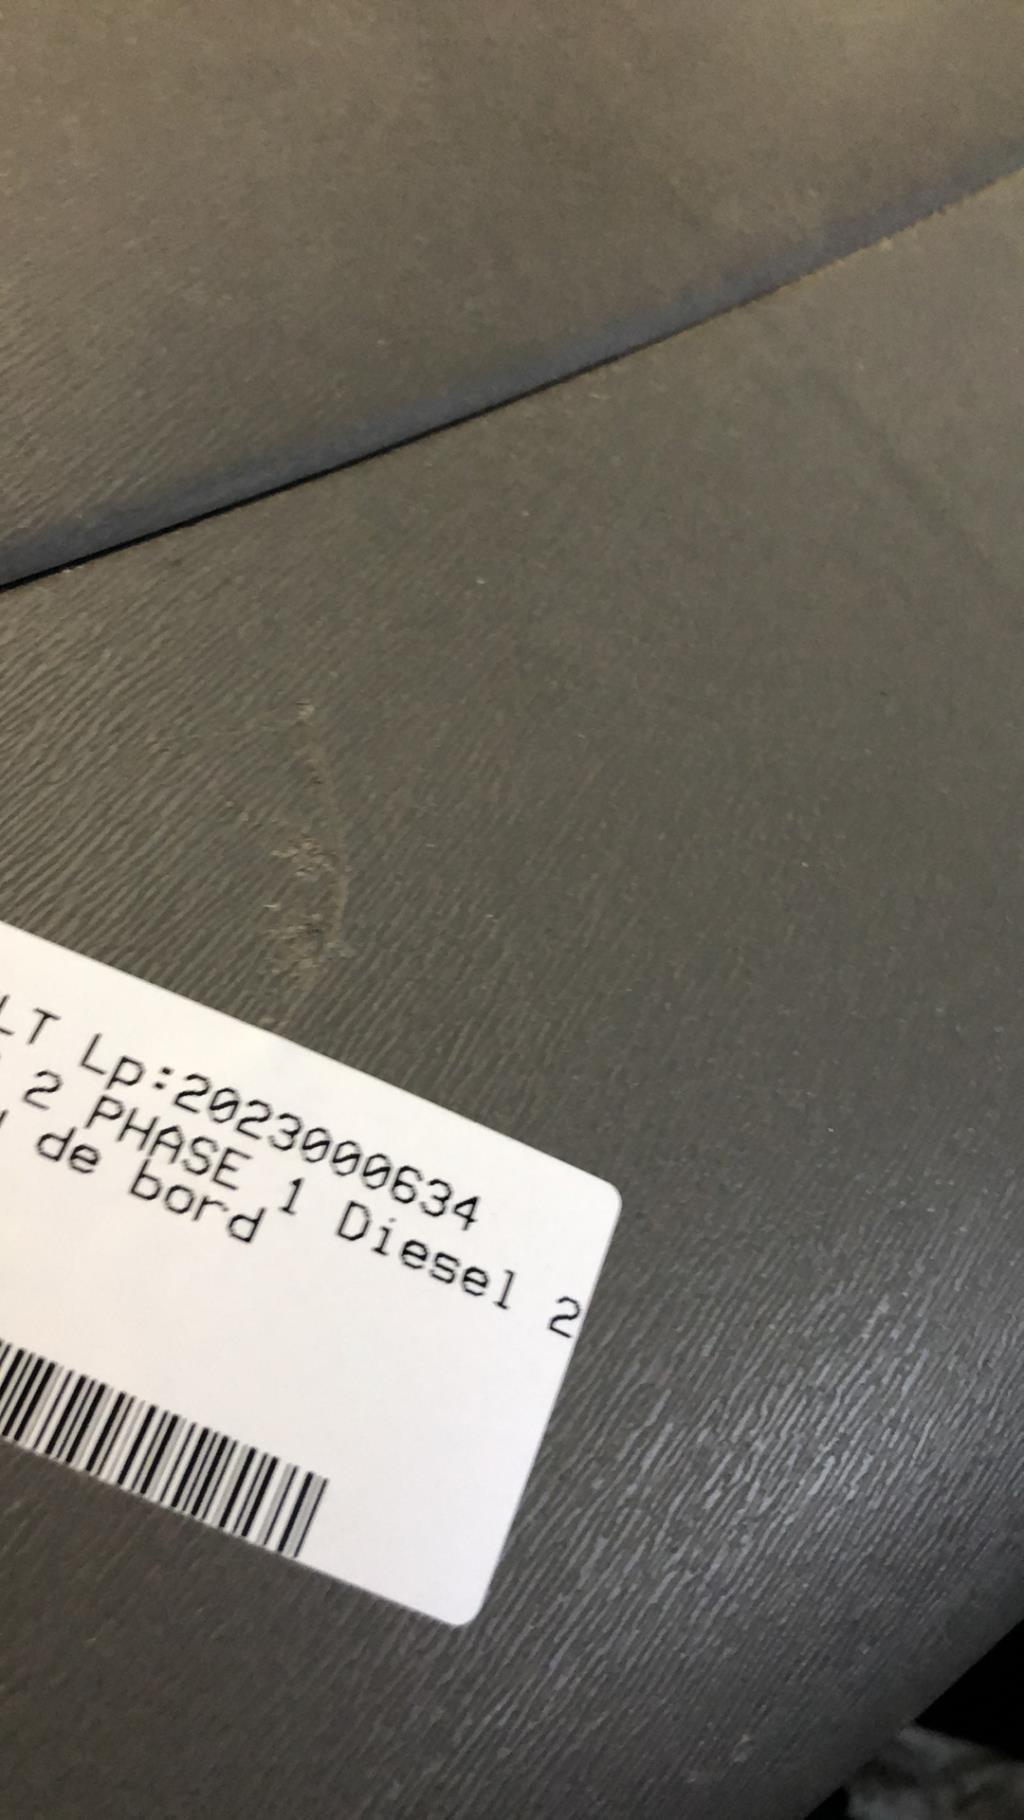 LT Lp:2023000634
2 PHASE 1 Diesel 2
de bord